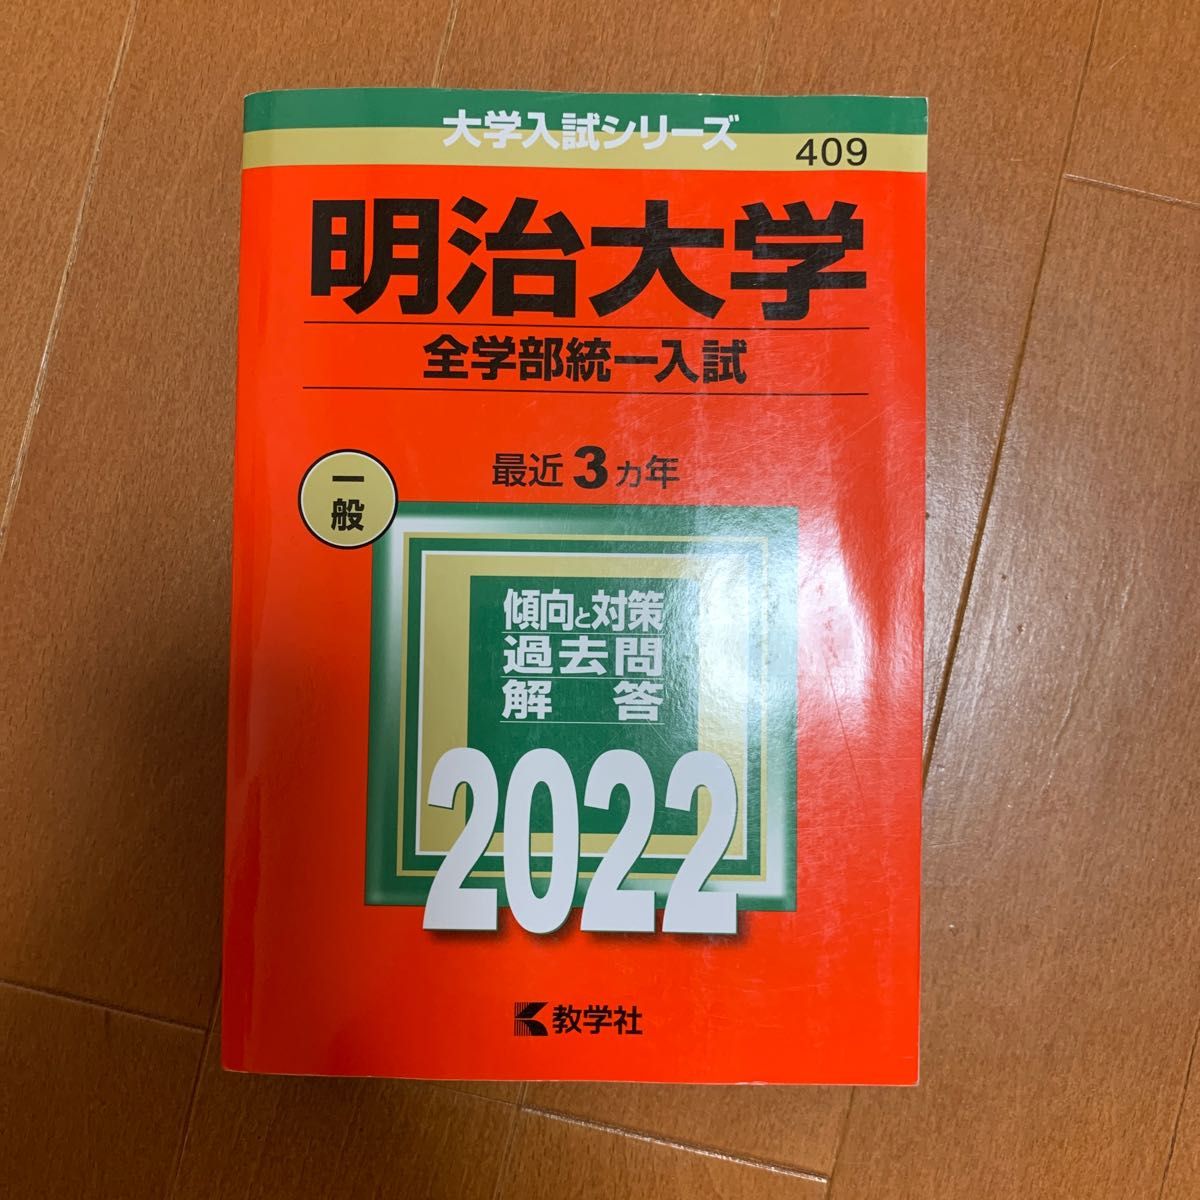 大学入試シリーズ
409
明治大学
全学部統一入試
最近3カ年
一般
傾向と対策
過去問
解答
2022
教学社